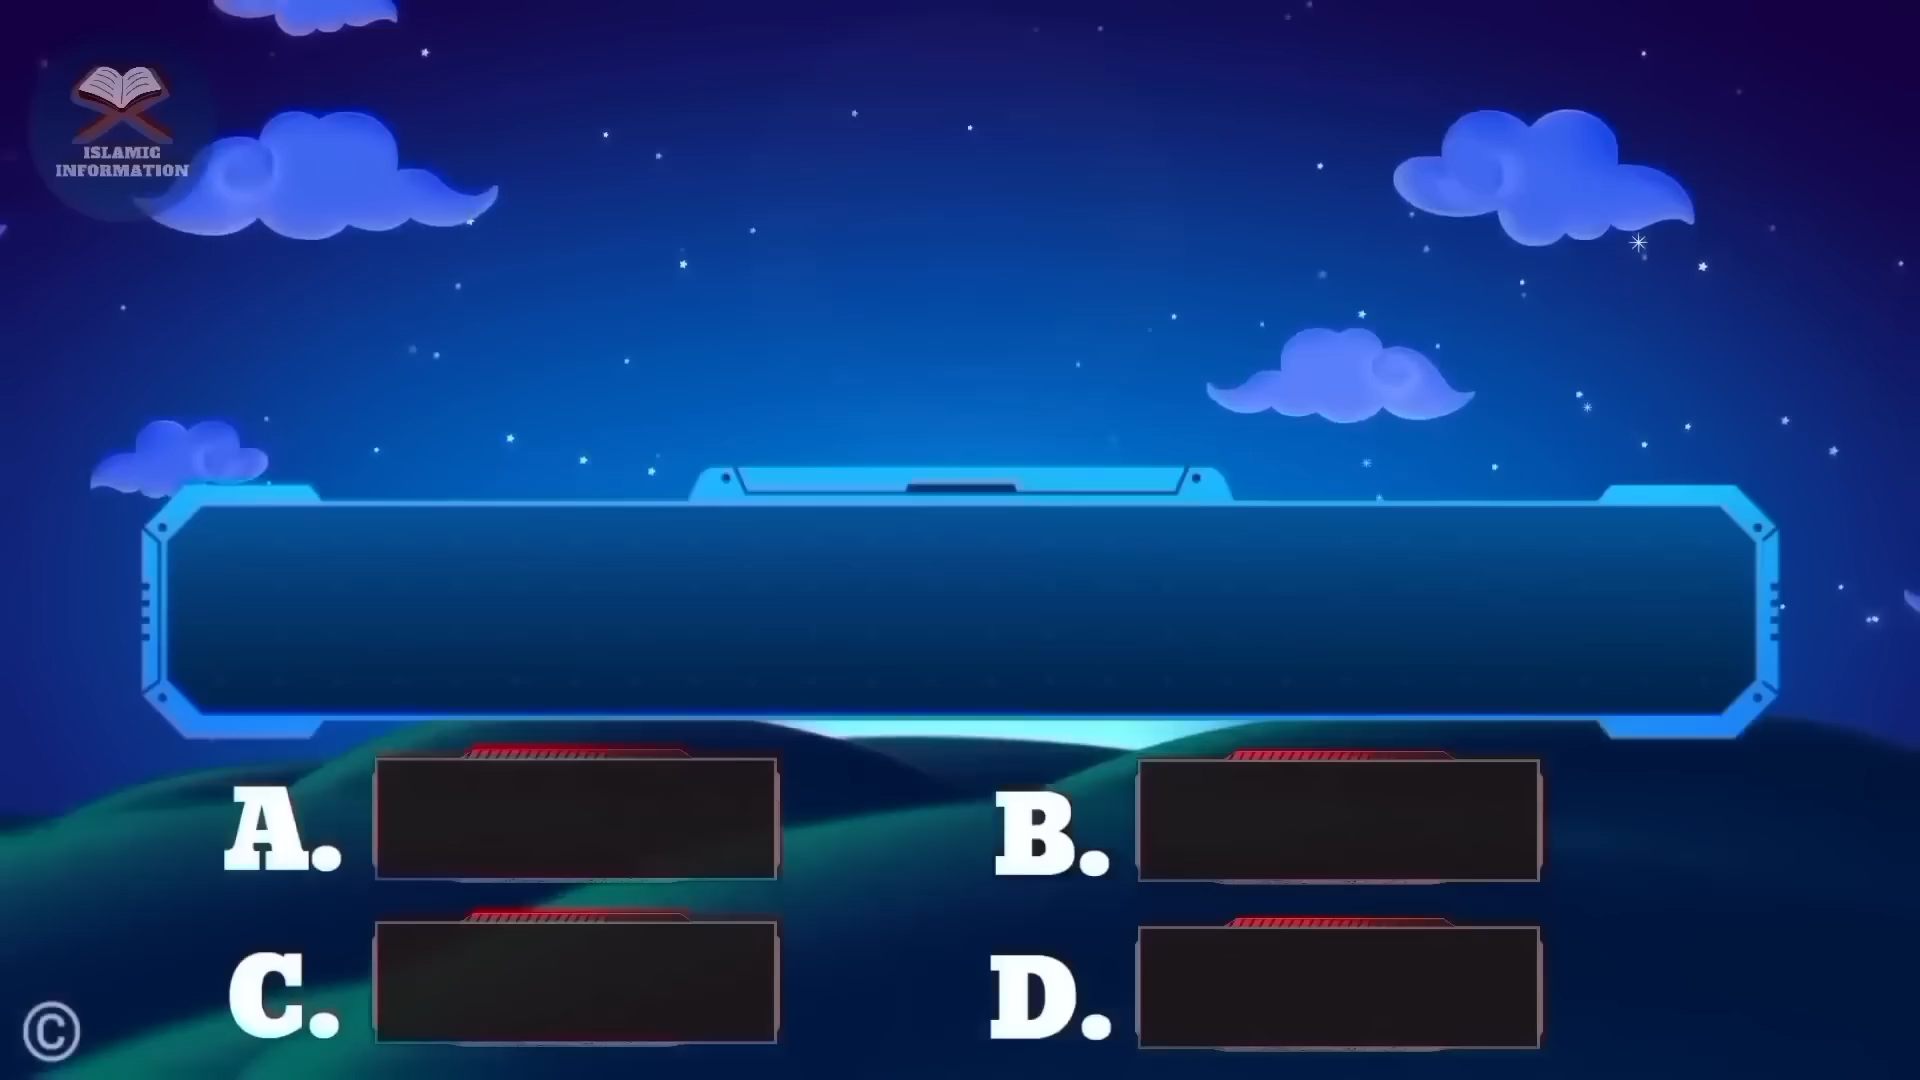 ISLAMIC
INFORMATION
A.
B.
C.
D.
©